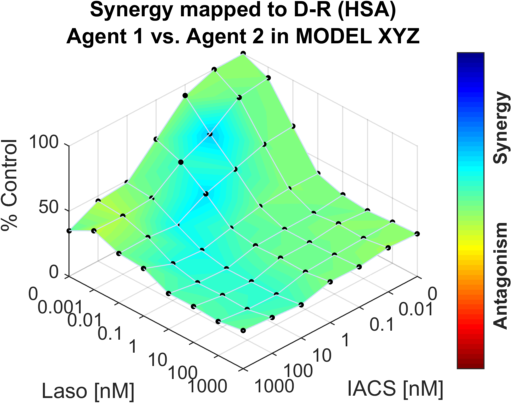 Synergy mapped to D-R (HSA)
Agent 1 vs. Agent 2 in MODEL XYZ
% Control
100
50
0
0
0.001
0.01
0.1
1
10
100
1000
Laso [nM]
0
0.01
0.1
1
10
100
1000
IACS [nM]
Synergy
Antagonism